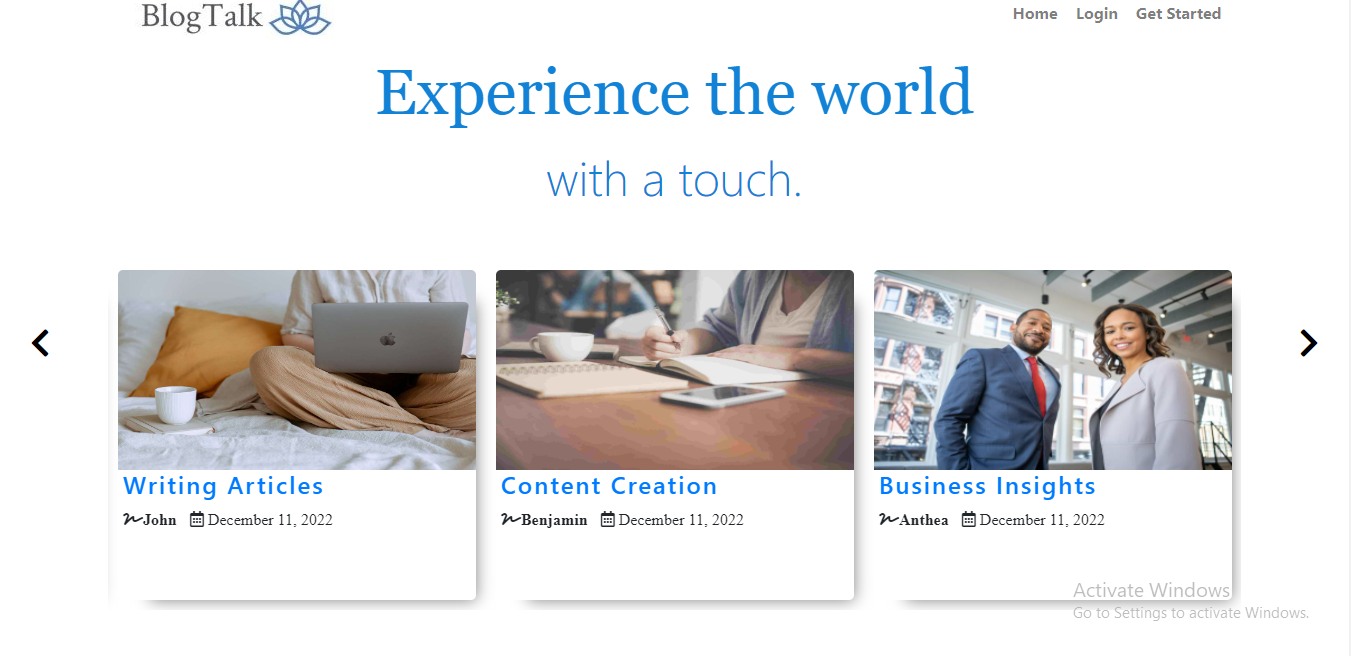 BlogTalk
Home Login Get Started
Experience the world
with a touch.
Writing Articles
John December 11, 2022
Content Creation
Benjamin December 11, 2022
Business Insights
Anthea December 11, 2022
Activate Windows
Go to Settings to activate Windows.